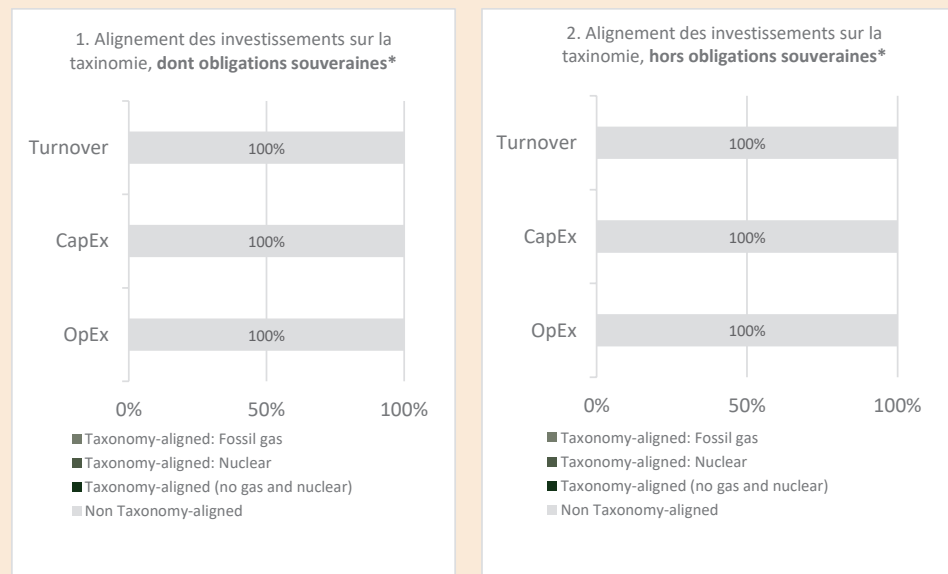 1. Alignement des investissements sur la
taxinomie, dont obligations souveraines*
Turnover
100%
CapEx
100%
OpEx
100%
0%
50%
100%
Taxonomy-aligned: Fossil gas
Taxonomy-aligned: Nuclear
Taxonomy-aligned (no gas and nuclear)
Non Taxonomy-aligned
2. Alignement des investissements sur la
taxinomie, hors obligations souveraines*
Turnover
100%
CapEx
100%
OpEx
100%
0%
50%
100%
Taxonomy-aligned: Fossil gas
Taxonomy-aligned: Nuclear
Taxonomy-aligned (no gas and nuclear)
Non Taxonomy-aligned